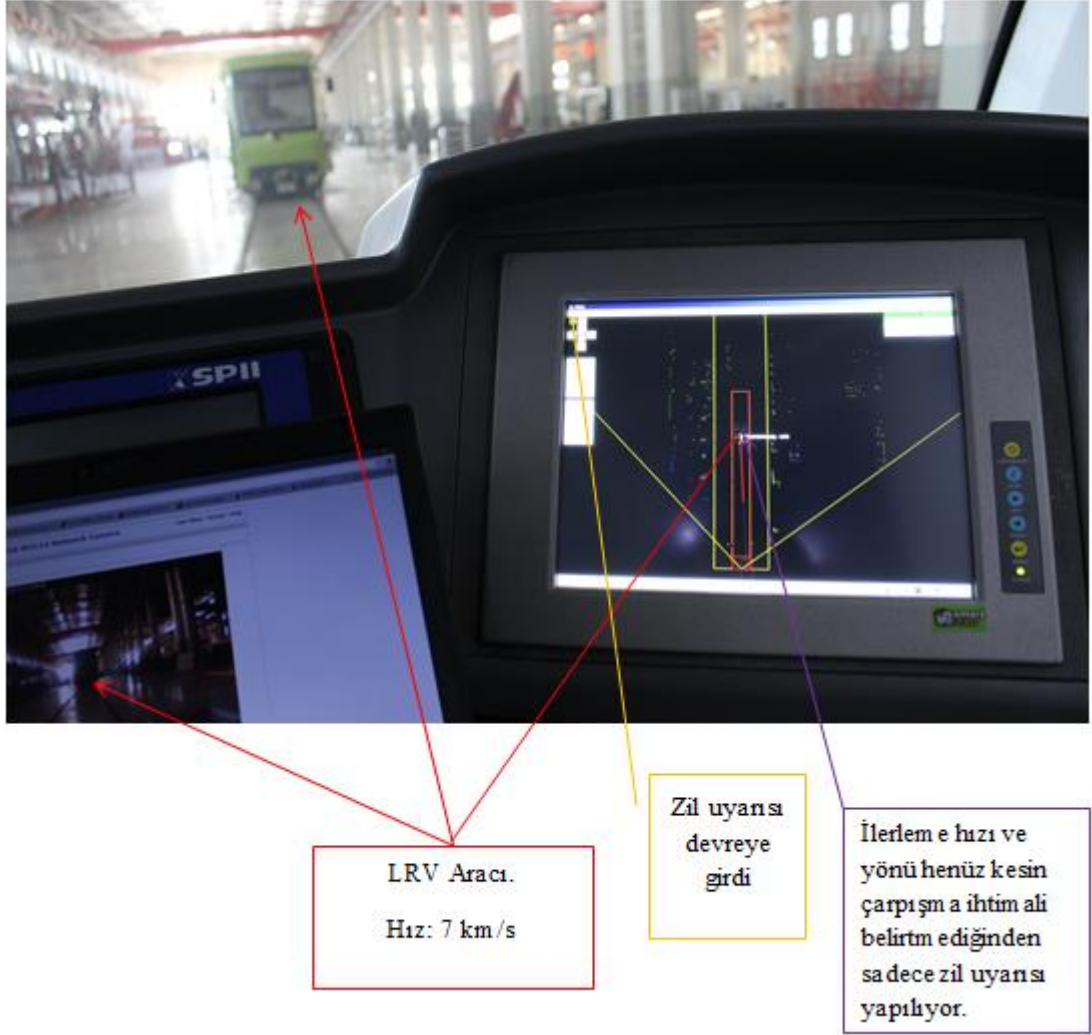 SPII
smart
LRV Aracı.
Hız: 7 km/s
Zil uyarısı
devreye
girdi
İlerleme hızı ve
yönü henüz kesin
çarpışma ihtimali
belirtmediğinden
sadece zil uyarısı
yapılıyor.